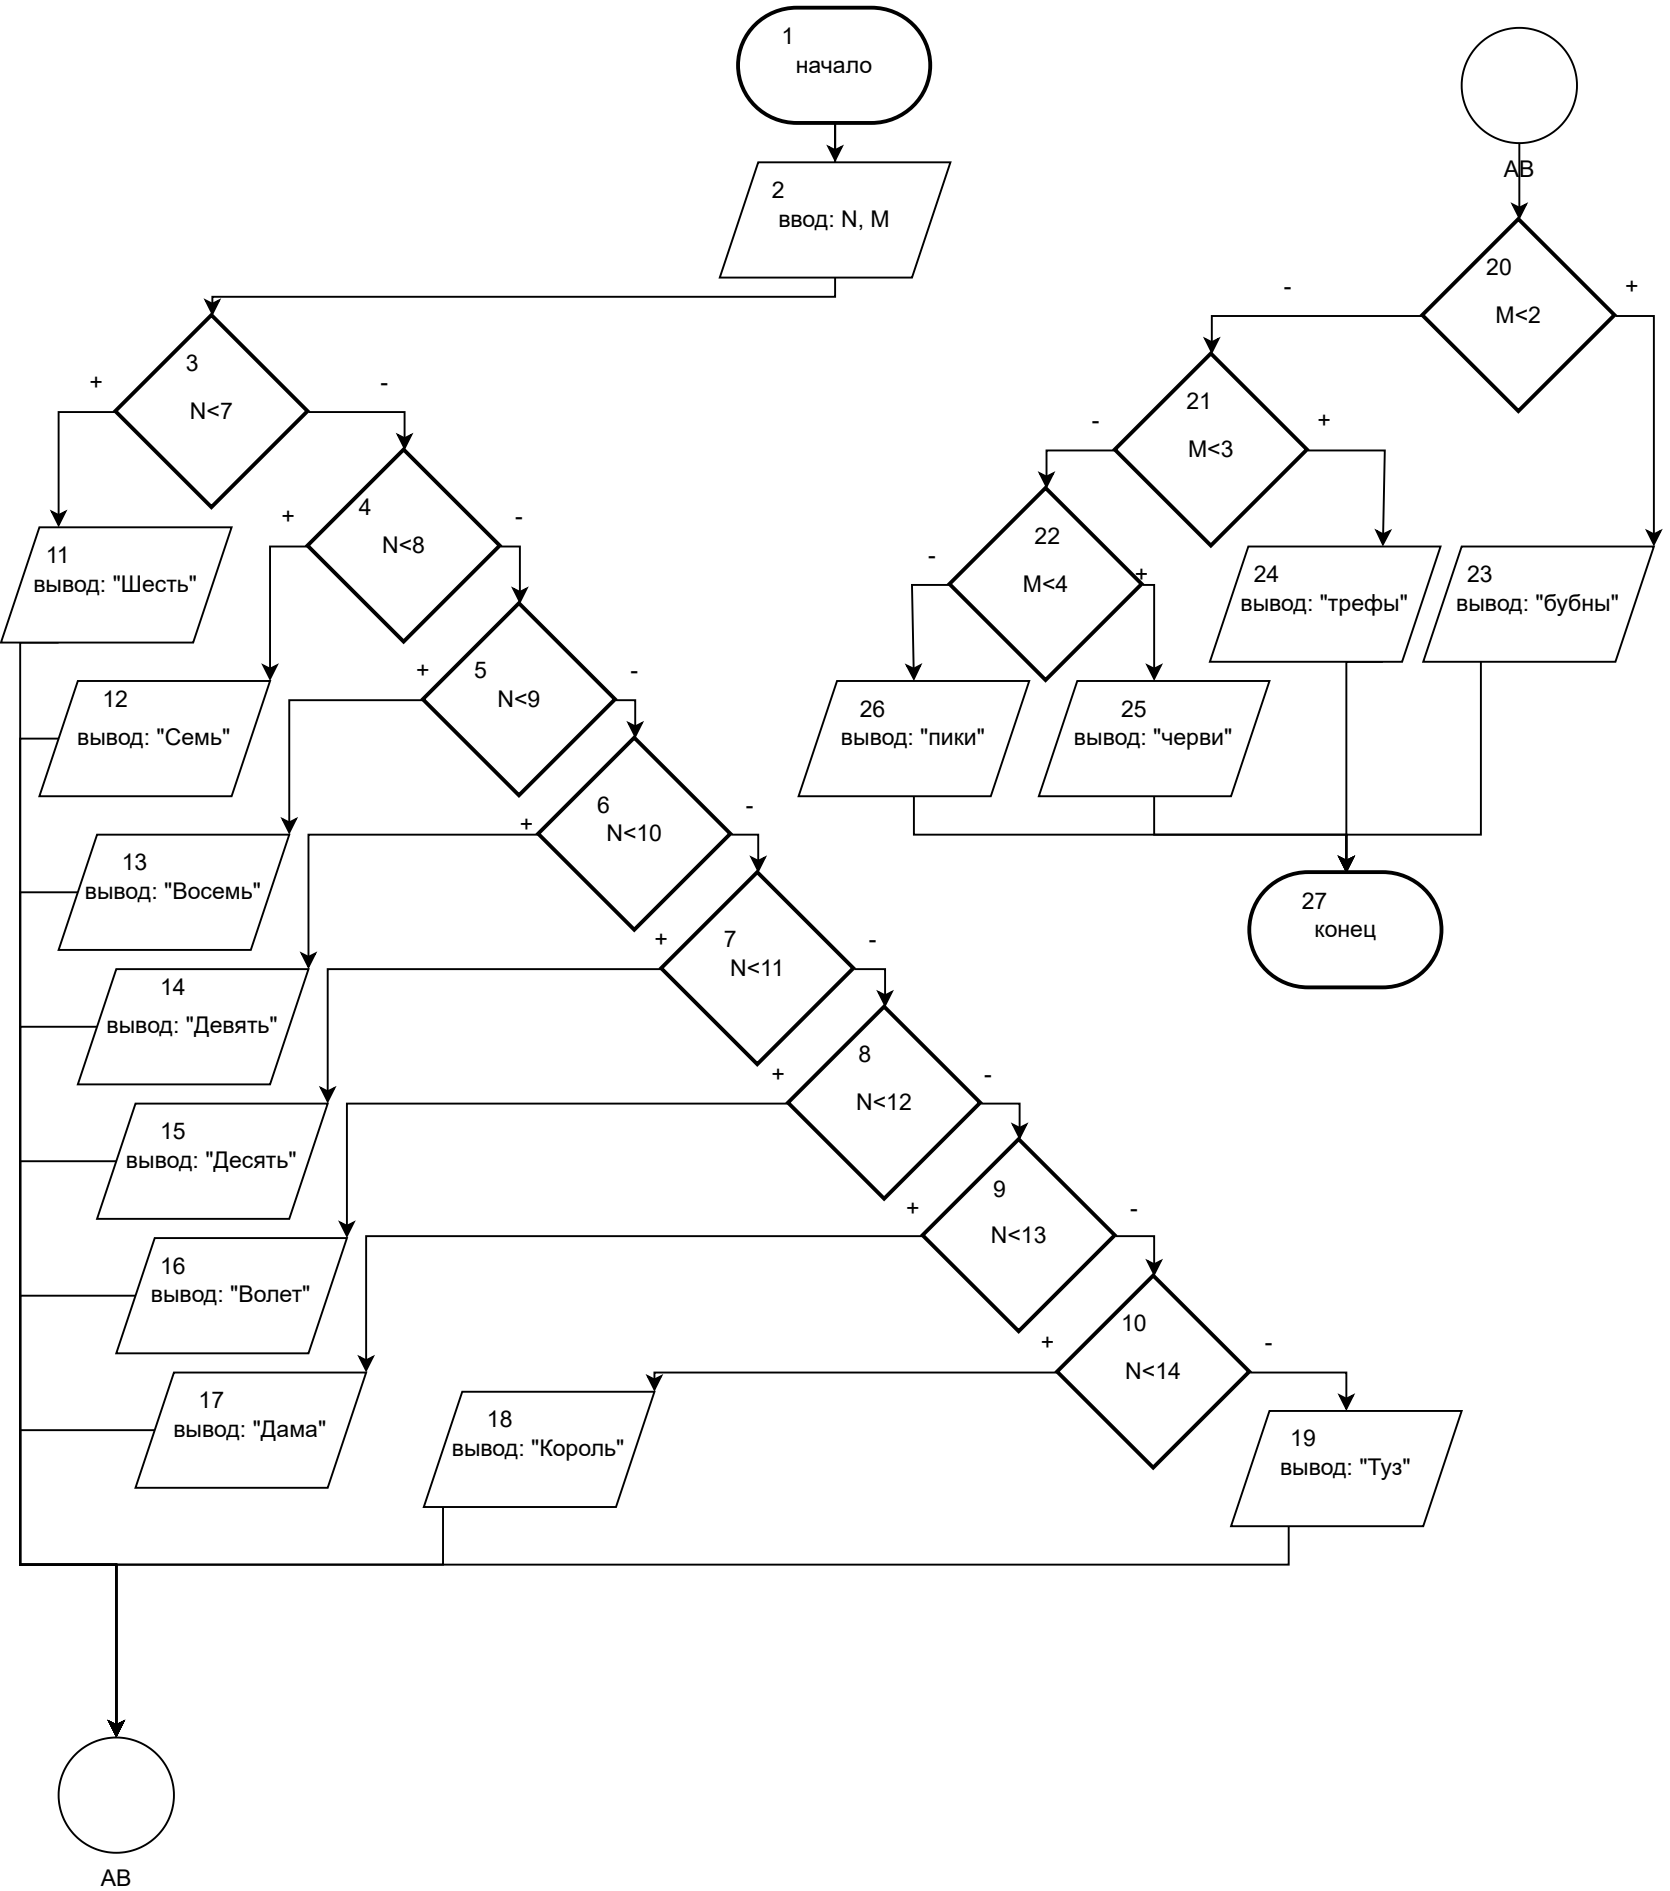 1
начало
2
ввод: N, M
3
N<7
+
-
4
N<8
+
-
5
N<9
+
-
6
N<10
+
-
7
N<11
+
-
8
N<12
+
-
9
N<13
+
-
10
N<14
+
-
11
вывод: "Шесть"
12
вывод: "Семь"
13
вывод: "Восемь"
14
вывод: "Девять"
15
вывод: "Десять"
16
вывод: "Волет"
17
вывод: "Дама"
18
вывод: "Король"
19
вывод: "Туз"
AB
AB
20
M<2
-
+
21
M<3
-
+
22
M<4
-
+
23
вывод: "бубны"
24
вывод: "трефы"
25
вывод: "черви"
26
вывод: "пики"
27
конец